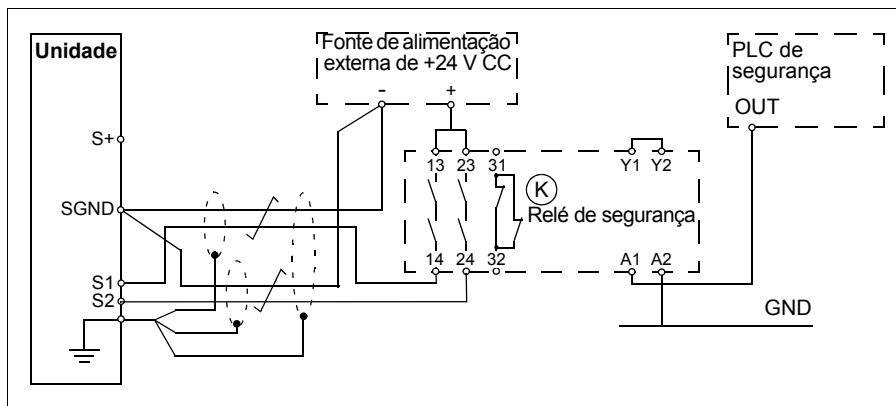 Unidade
Fonte de alimentação
externa de +24 V CC
- +
PLC de
segurança
OUT
S+
13 23 31
Y1 Y2
K
Relé de segurança
SGND
14 24 32
A1 A2
S1
S2
GND